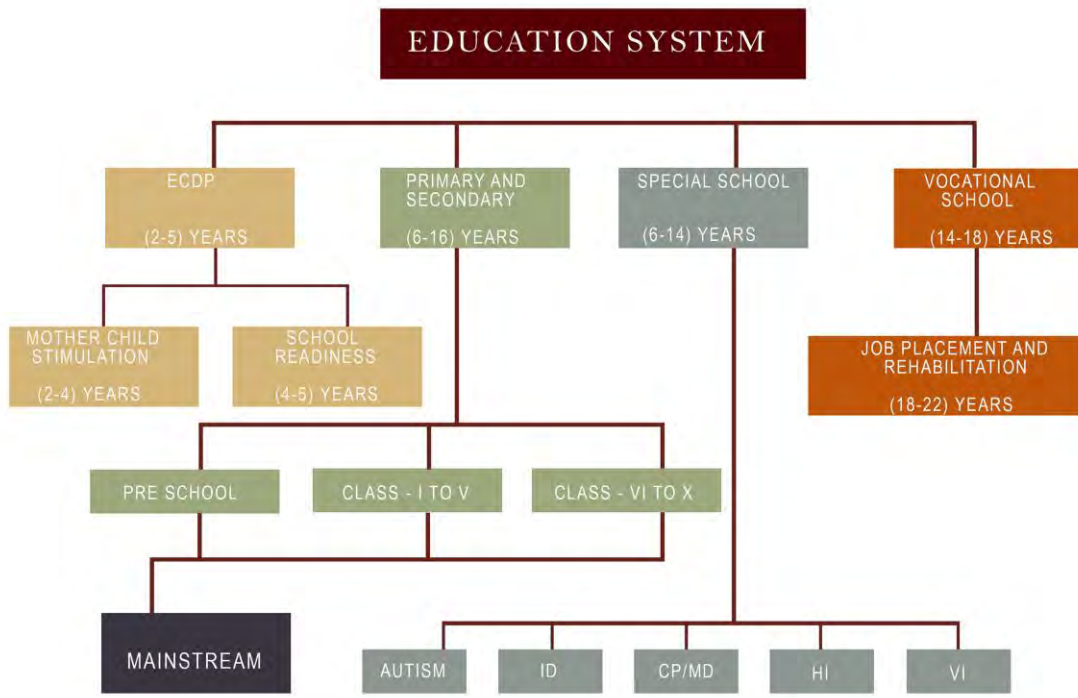 EDUCATION SYSTEM
ECDP
(2-5) YEARS
PRIMARY AND
SECONDARY
(6-16) YEARS
SPECIAL SCHOOL
(6-14) YEARS
VOCATIONAL
SCHOOL
(14-18) YEARS
MOTHER CHILD
STIMULATION
(2-4) YEARS
SCHOOL
READINESS
(4-5) YEARS
JOB PLACEMENT AND
REHABILITATION
(18-22) YEARS
PRE SCHOOL
CLASS - I TO V
CLASS - VI TO X
MAINSTREAM
AUTISM
ID
CP/MD
HI
VI